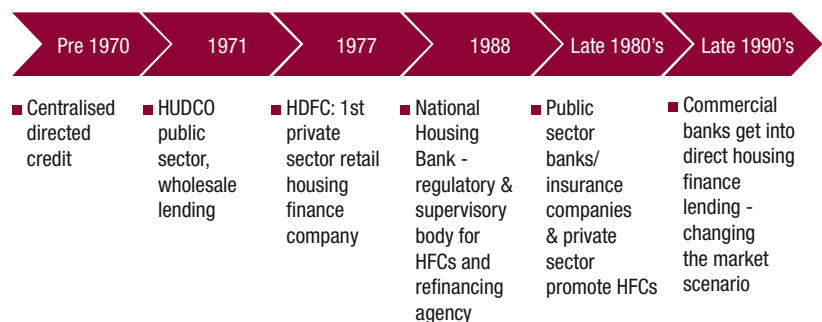 Pre 1970
1971
1977
1988
Late 1980's
Late 1990's
Centralised
directed
credit
HUDCO
public
sector,
wholesale
lending
HDFC: 1st
private
sector retail
housing
finance
company
National
Housing
Bank -
regulatory &
supervisory
body for
HFCs and
refinancing
agency
Public
sector
banks/
insurance
companies
& private
sector
promote HFCs
Commercial
banks get into
direct housing
finance
lending -
changing
the market
scenario